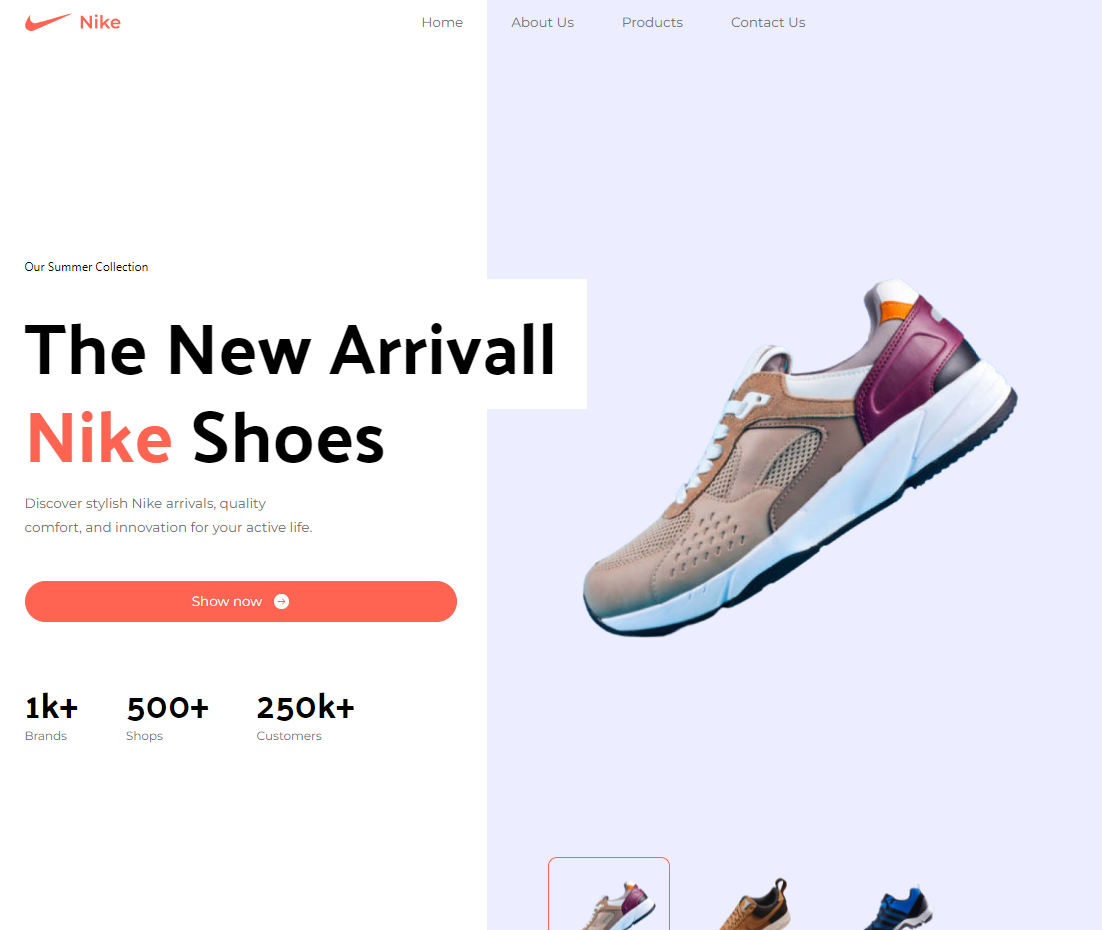 Nike
Home About Us Products Contact Us
Our Summer Collection
The New Arrivall
Nike Shoes
Discover stylish Nike arrivals, quality
comfort, and innovation for your active life.
Show now
1k+ 500+ 250k+
Brands Shops Customers